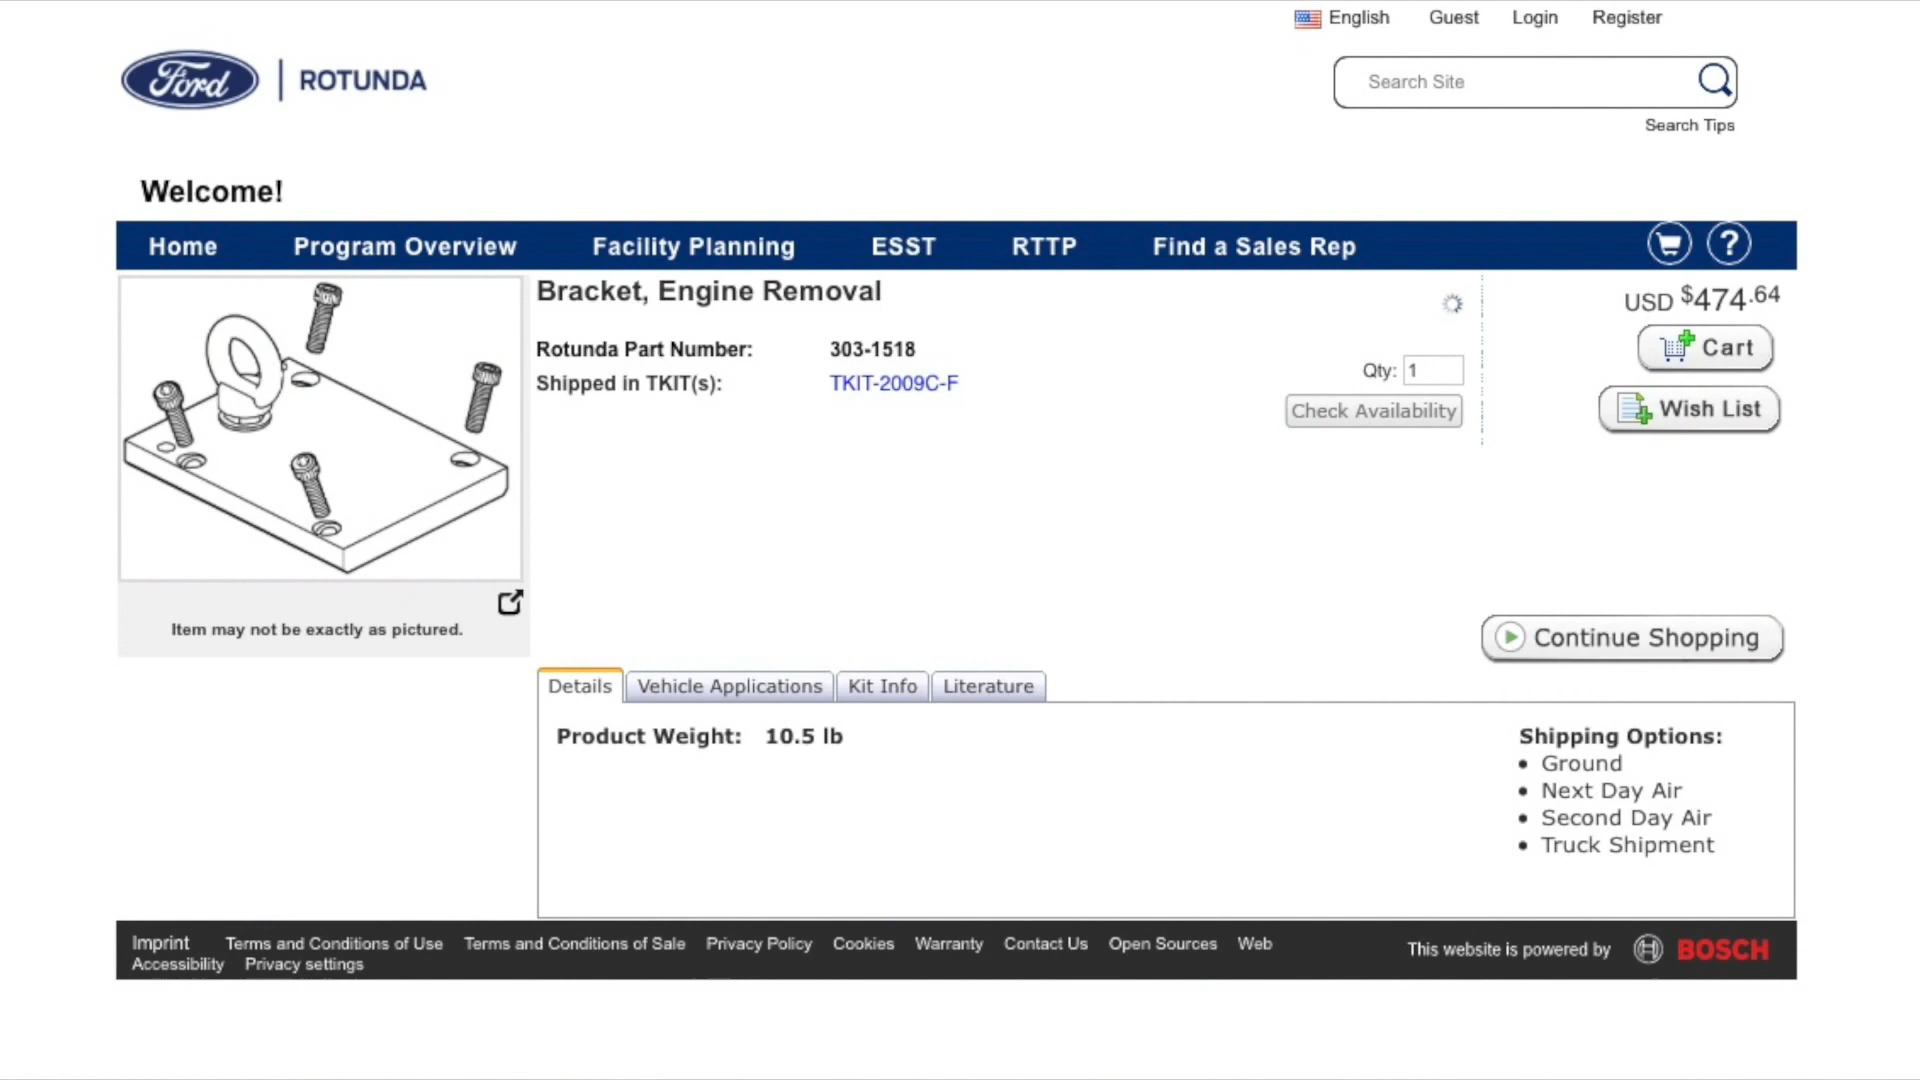 English Guest Login Register
Ford ROTUNDA
Search Site
Search Tips
Welcome!
Home Program Overview Facility Planning ESST RTTP Find a Sales Rep ?
Bracket, Engine Removal
USD $474.64
Rotunda Part Number: 303-1518
Cart
Shipped in TKIT(s): TKIT-2009C-F
Qty: 1
Check Availability
Wish List
Item may not be exactly as pictured.
Continue Shopping
Details Vehicle Applications Kit Info Literature
Product Weight: 10.5 lb
Shipping Options:
• Ground
• Next Day Air
• Second Day Air
• Truck Shipment
Imprint Terms and Conditions of Use Terms and Conditions of Sale Privacy Policy Cookies Warranty Contact Us Open Sources Web
Accessibility Privacy settings
This website is powered by BOSCH